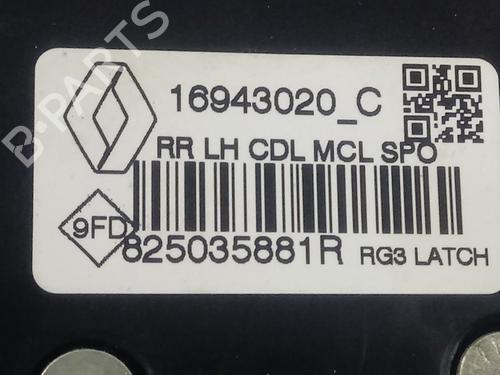 16943020_C
RR LH CDL MCL SPO
9FD
825035881R RG3 LATCH
B-PARTS